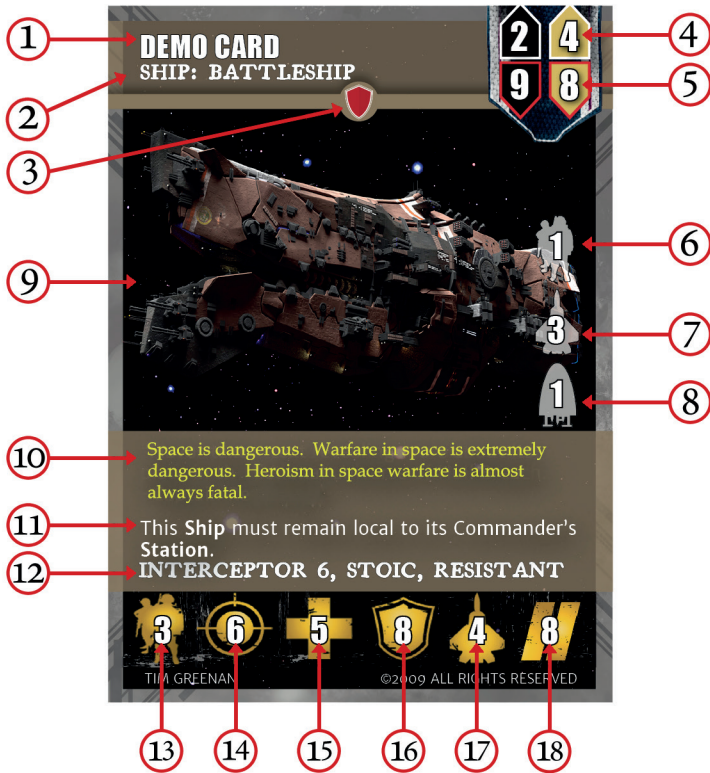 1
DEMO CARD
2 4
4
2
SHIP: BATTLESHIP
9 8
5
3
1
6
9
3
7
1
8
10
Space is dangerous.  Warfare in space is extremely
dangerous.  Heroism in space warfare is almost
always fatal.
11
This Ship must remain local to its Commander's
Station.
12
INTERCEPTOR 6, STOIC, RESISTANT
3 6 5 8 4 8
TIM GREENAN ©2009 ALL RIGHTS RESERVED
13 14 15 16 17 18